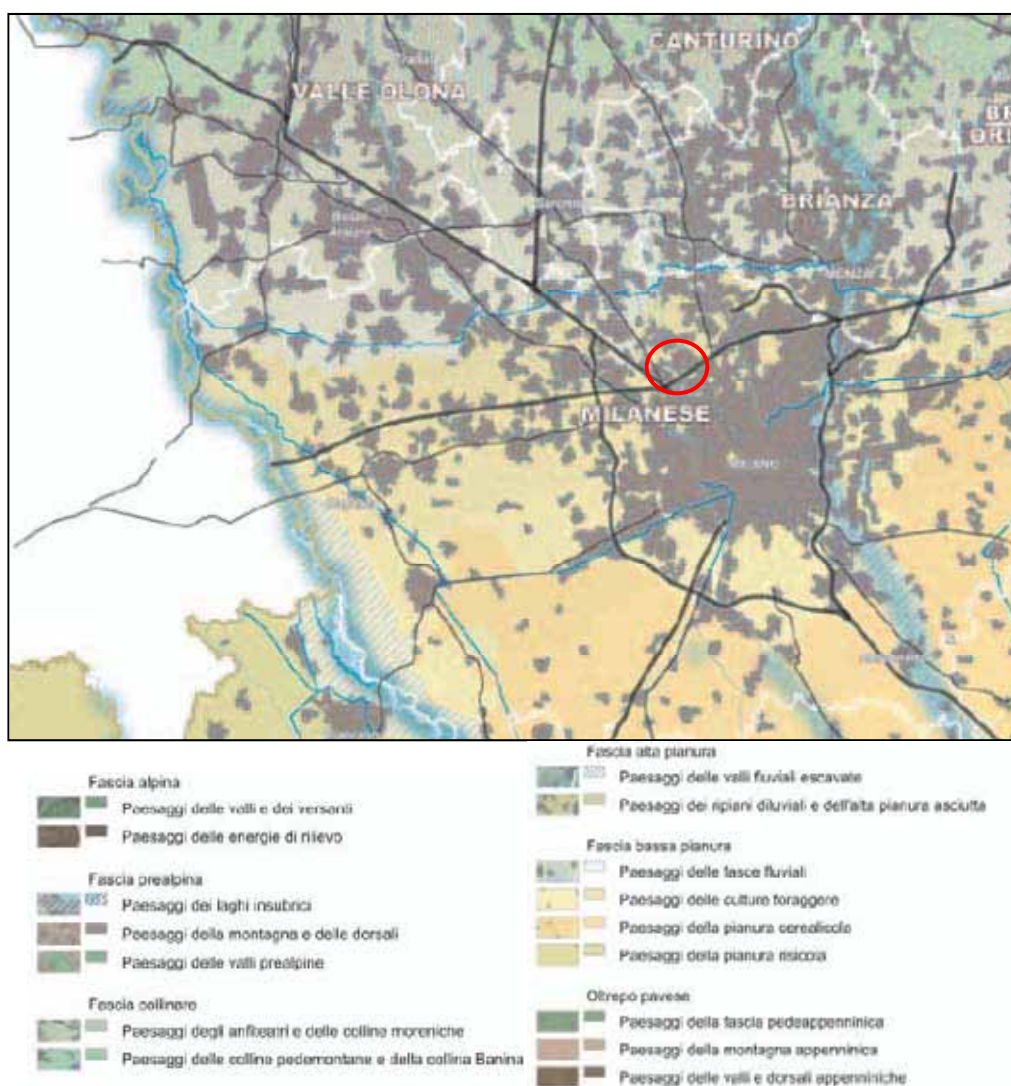 CANTURINO
VALLE OLONA
BR
ORI
BRIANZA
MONZA
MILANESE
MILANO
Fascia alpina
Paesaggi delle valli e dei versanti
Paesaggi delle energie di rilievo
Fascia prealpina
Paesaggi dei laghi insubrici
Paesaggi della montagna e delle dorsali
Paesaggi delle valli prealpine
Fascia collinare
Paesaggi degli anfiteatri e delle colline moreniche
Paesaggi delle colline pedemontane e della collina Banina
Fascia alta pianura
Paesaggi delle valli fluviali escavate
Paesaggi dei ripiani diluviali e dell'alta pianura asciutta
Fascia bassa pianura
Paesaggi delle fasce fluviali
Paesaggi delle culture foraggere
Paesaggi della pianura cerealicola
Paesaggi della pianura risicola
Oltrepo pavese
Paesaggi della fascia pedeappenninica
Paesaggi della montagna appenninica
Paesaggi delle valli e dorsali appenniniche